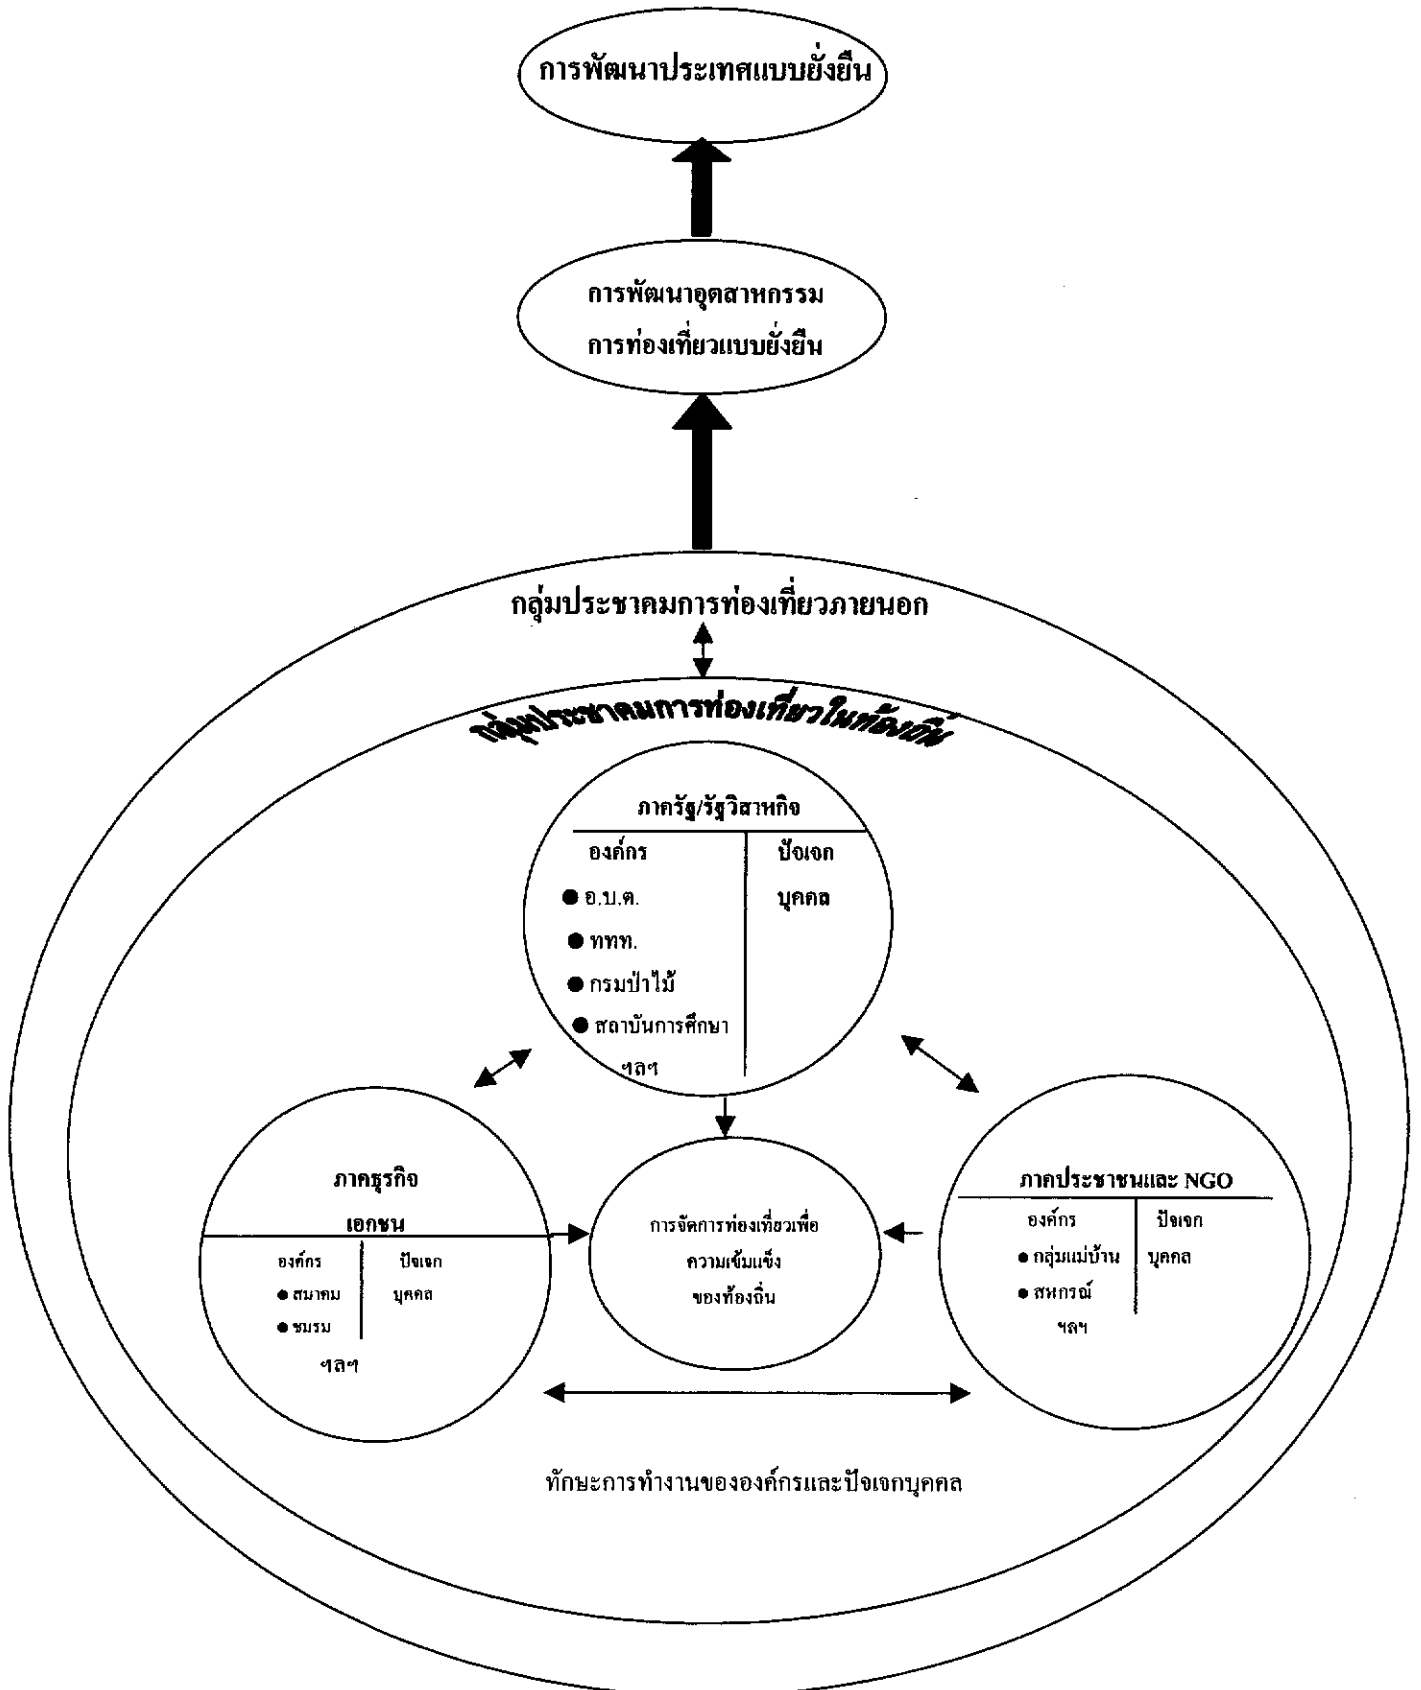 การพัฒนาประเทศแบบยั่งยืน
การพัฒนาอุตสาหกรรม
การท่องเที่ยวแบบยั่งยืน
กลุ่มประชาคมการท่องเที่ยวภายนอก
กลุ่มประชาคมการท่องเที่ยวในท้องถิ่น
ภาครัฐ/รัฐวิสาหกิจ
องค์กร
ปัจเจก
บุคคล
● อ.บ.ต.
● ททท.
● กรมป่าไม้
● สถาบันการศึกษา
ฯลฯ
ภาคธุรกิจ
เอกชน
องค์กร
ปัจเจก
บุคคล
● สมาคม
● ชมรม
ฯลฯ
การจัดการท่องเที่ยวเพื่อ
ความเข้มแข็ง
ของท้องถิ่น
ภาคประชาชนและ NGO
องค์กร
ปัจเจก
บุคคล
● กลุ่มแม่บ้าน
● สหกรณ์
ฯลฯ
ทักษะการทำงานขององค์กรและปัจเจกบุคคล